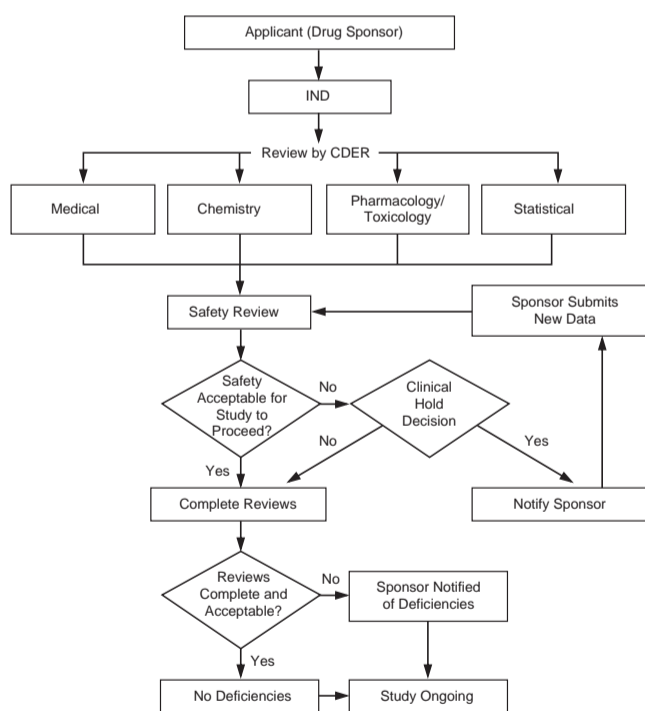 Applicant (Drug Sponsor)
IND
Review by CDER
Medical
Chemistry
Pharmacology/
Toxicology
Statistical
Safety Review
Sponsor Submits
New Data
Safety
Acceptable for
Study to
Proceed?
No
Clinical
Hold
Decision
No
Yes
Yes
Complete Reviews
Notify Sponsor
Reviews
Complete and
Acceptable?
No
Sponsor Notified
of Deficiencies
Yes
No Deficiencies
Study Ongoing